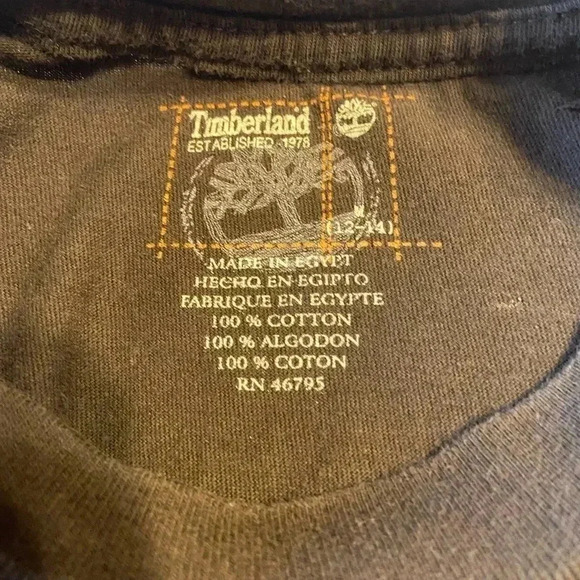 Timberland
ESTABLISHED - 1978
M
(12-14)
MADE IN EGYPT
HECHO EN EGIPTO
FABRIQUE EN EGYPTE
100 % COTTON
100 % ALGODON
100 % COTON
RN 46795